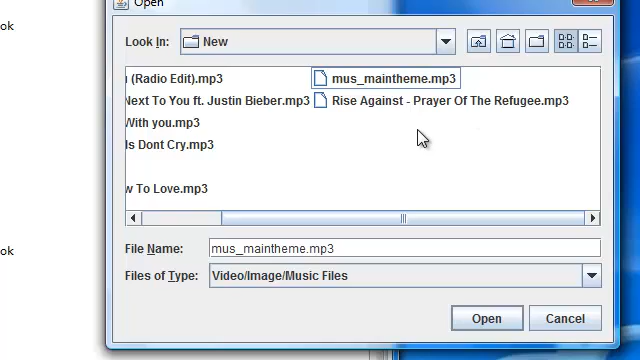 ok
Open
Look In: New
(Radio Edit).mp3
mus_maintheme.mp3
Next To You ft. Justin Bieber.mp3
Rise Against - Prayer Of The Refugee.mp3
With you.mp3
ls Dont Cry.mp3
w To Love.mp3
ok
File Name: mus_maintheme.mp3
Files of Type: Video/Image/Music Files
Open Cancel